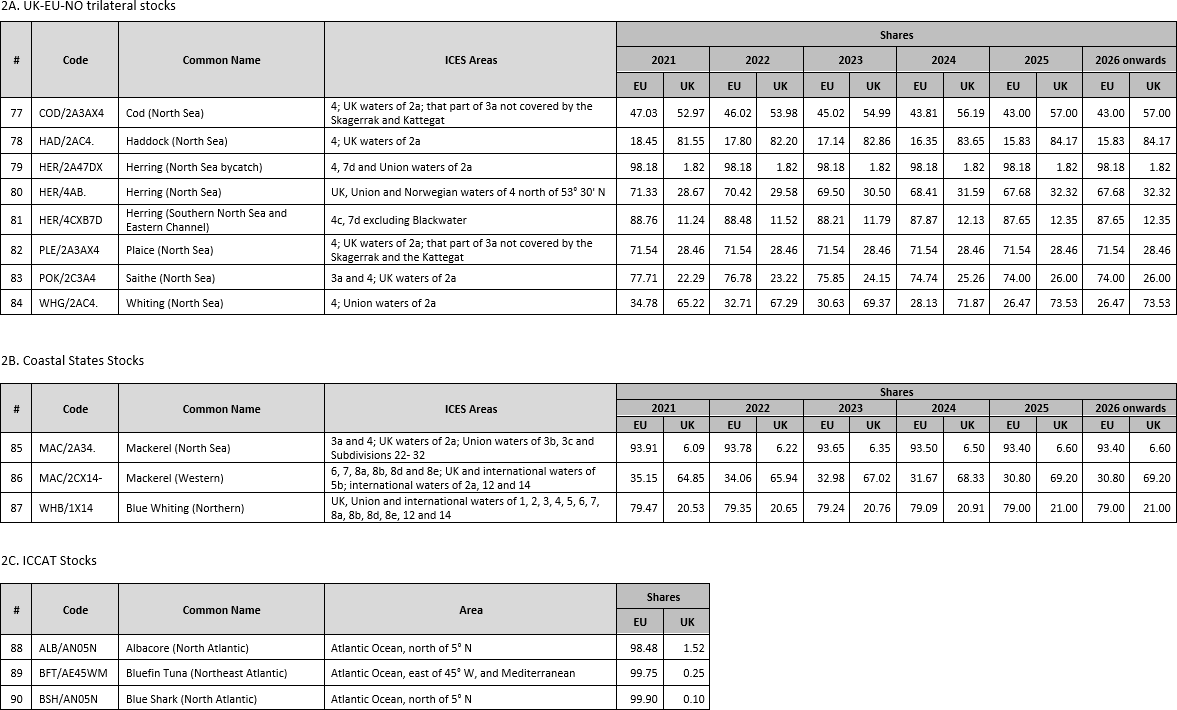 2A. UK-EU-NO trilateral stocks
# Code Common Name ICES Areas Shares
2021 2022 2023 2024 2025 2026 onwards
EU UK EU UK EU UK EU UK EU UK EU UK
77 COD/2A3AX4 Cod (North Sea) 4; UK waters of 2a; that part of 3a not covered by the
Skagerrak and Kattegat 47.03 52.97 46.02 53.98 45.02 54.99 43.81 56.19 43.00 57.00 43.00 57.00
78 HAD/2AC4. Haddock (North Sea) 4; UK waters of 2a 18.45 81.55 17.80 82.20 17.14 82.86 16.35 83.65 15.83 84.17 15.83 84.17
79 HER/2A47DX Herring (North Sea bycatch) 4, 7d and Union waters of 2a 98.18 1.82 98.18 1.82 98.18 1.82 98.18 1.82 98.18 1.82 98.18 1.82
80 HER/4AB. Herring (North Sea) UK, Union and Norwegian waters of 4 north of 53° 30' N 71.33 28.67 70.42 29.58 69.50 30.50 68.41 31.59 67.68 32.32 67.68 32.32
81 HER/4CXB7D Herring (Southern North Sea and
Eastern Channel) 4c, 7d excluding Blackwater 88.76 11.24 88.48 11.52 88.21 11.79 87.87 12.13 87.65 12.35 87.65 12.35
82 PLE/2A3AX4 Plaice (North Sea) 4; UK waters of 2a; that part of 3a not covered by the
Skagerrak and the Kattegat 71.54 28.46 71.54 28.46 71.54 28.46 71.54 28.46 71.54 28.46 71.54 28.46
83 POK/2C3A4 Saithe (North Sea) 3a and 4; UK waters of 2a 77.71 22.29 76.78 23.22 75.85 24.15 74.74 25.26 74.00 26.00 74.00 26.00
84 WHG/2AC4. Whiting (North Sea) 4; Union waters of 2a 34.78 65.22 32.71 67.29 30.63 69.37 28.13 71.87 26.47 73.53 26.47 73.53
2B. Coastal States Stocks
# Code Common Name ICES Areas Shares
2021 2022 2023 2024 2025 2026 onwards
EU UK EU UK EU UK EU UK EU UK EU UK
85 MAC/2A34. Mackerel (North Sea) 3a and 4; UK waters of 2a; Union waters of 3b, 3c and
Subdivisions 22- 32 93.91 6.09 93.78 6.22 93.65 6.35 93.50 6.50 93.40 6.60 93.40 6.60
86 MAC/2CX14- Mackerel (Western) 6, 7, 8a, 8b, 8d and 8e; UK and international waters of
5b; international waters of 2a, 12 and 14 35.15 64.85 34.06 65.94 32.98 67.02 31.67 68.33 30.80 69.20 30.80 69.20
87 WHB/1X14 Blue Whiting (Northern) UK, Union and international waters of 1, 2, 3, 4, 5, 6, 7,
8a, 8b, 8d, 8e, 12 and 14 79.47 20.53 79.35 20.65 79.24 20.76 79.09 20.91 79.00 21.00 79.00 21.00
2C. ICCAT Stocks
# Code Common Name Area Shares
EU UK
88 ALB/AN05N Albacore (North Atlantic) Atlantic Ocean, north of 5° N 98.48 1.52
89 BFT/AE45WM Bluefin Tuna (Northeast Atlantic) Atlantic Ocean, east of 45° W, and Mediterranean 99.75 0.25
90 BSH/AN05N Blue Shark (North Atlantic) Atlantic Ocean, north of 5° N 99.90 0.10